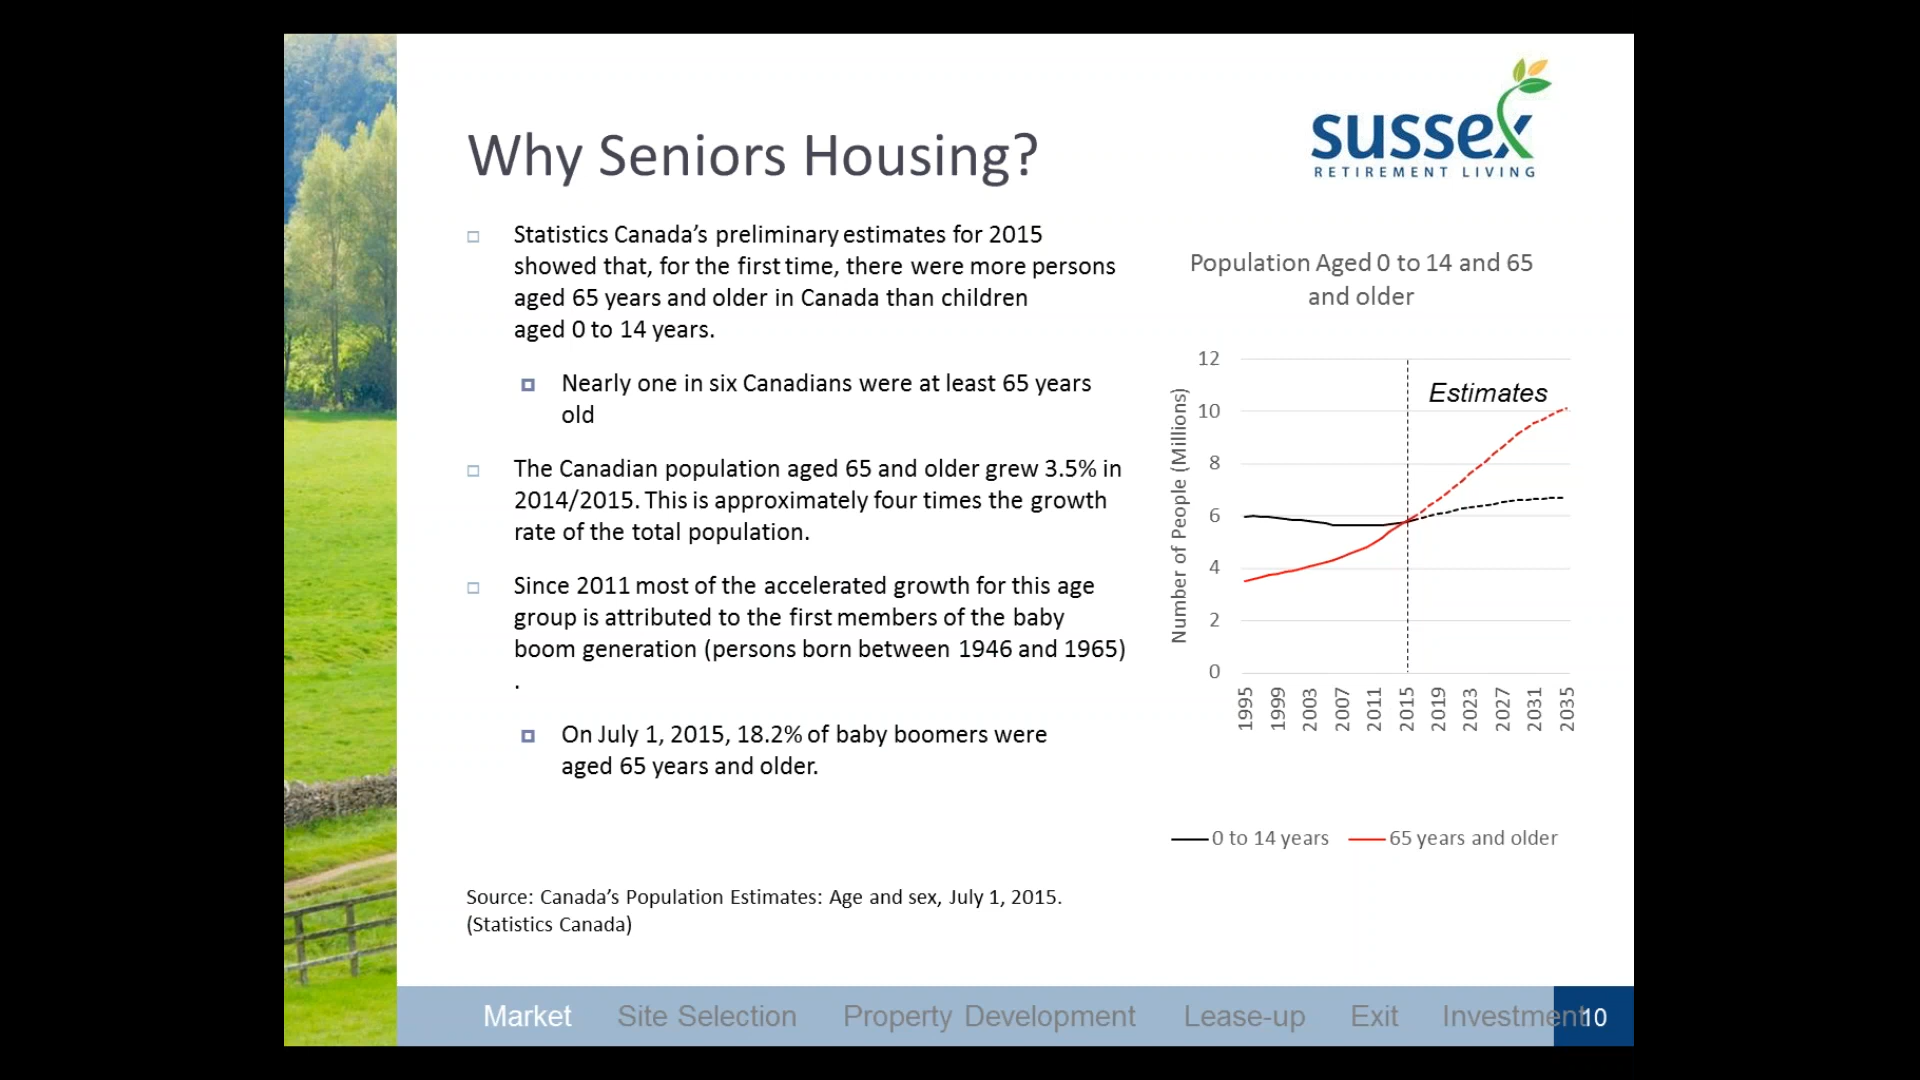 sussex
RETIREMENT LIVING
Why Seniors Housing?
Statistics Canada’s preliminary estimates for 2015
showed that, for the first time, there were more persons
aged 65 years and older in Canada than children
aged 0 to 14 years.
Nearly one in six Canadians were at least 65 years
old
The Canadian population aged 65 and older grew 3.5% in
2014/2015. This is approximately four times the growth
rate of the total population.
Since 2011 most of the accelerated growth for this age
group is attributed to the first members of the baby
boom generation (persons born between 1946 and 1965)
.
On July 1, 2015, 18.2% of baby boomers were
aged 65 years and older.
Source: Canada’s Population Estimates: Age and sex, July 1, 2015.
(Statistics Canada)
Population Aged 0 to 14 and 65
and older
Number of People (Millions)
12
10
8
6
4
2
0
Estimates
1995 1999 2003 2007 2011 2015 2019 2023 2027 2031 2035
0 to 14 years 65 years and older
Market Site Selection Property Development Lease-up Exit Investment 10